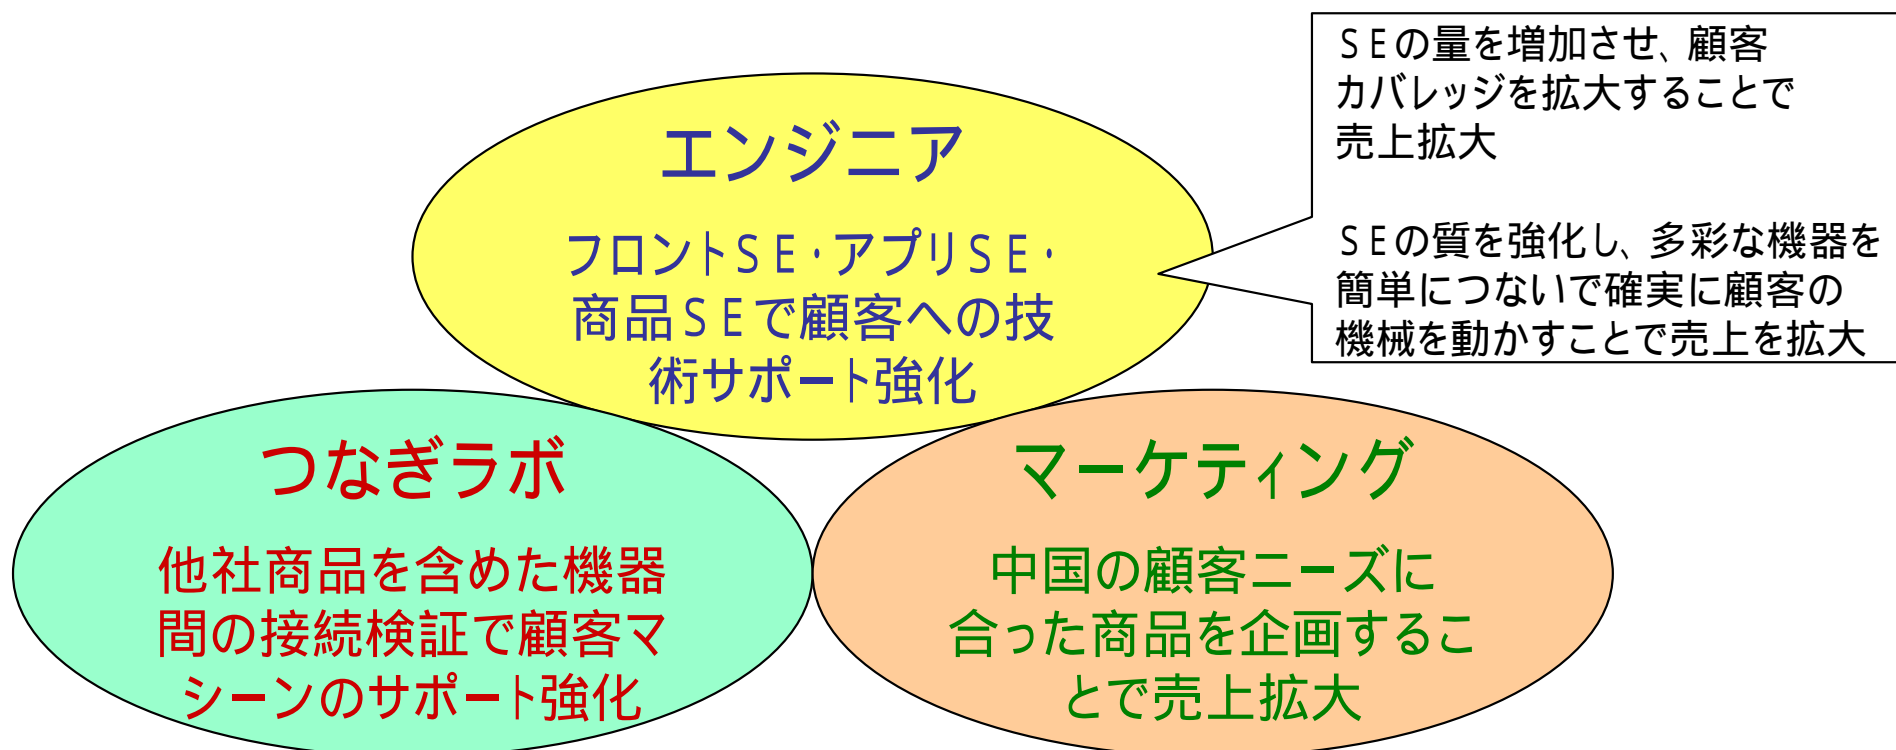 SEの量を増加させ、顧客
カバレッジを拡大することで
売上拡大
SEの質を強化し、多彩な機器を
簡単につないで確実に顧客の
機械を動かすことで売上を拡大
エンジニア
フロントSE・アプリSE・
商品SEで顧客への技
術サポート強化
つなぎラボ
他社商品を含めた機器
間の接続検証で顧客マ
シーンのサポート強化
マーケティング
中国の顧客ニーズに
合った商品を企画するこ
とで売上拡大